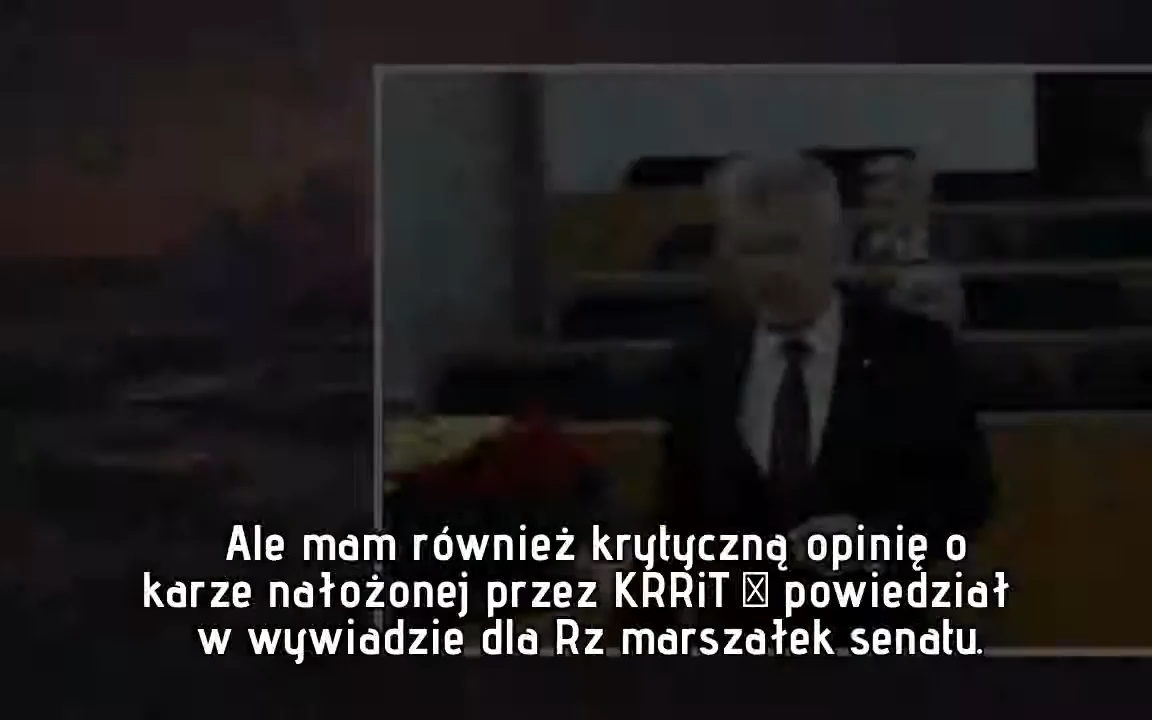 Ale mam również krytyczną opinię o
karze nałożonej przez KRRiT ☒ powiedział
w wywiadzie dla Rz marszałek senatu.